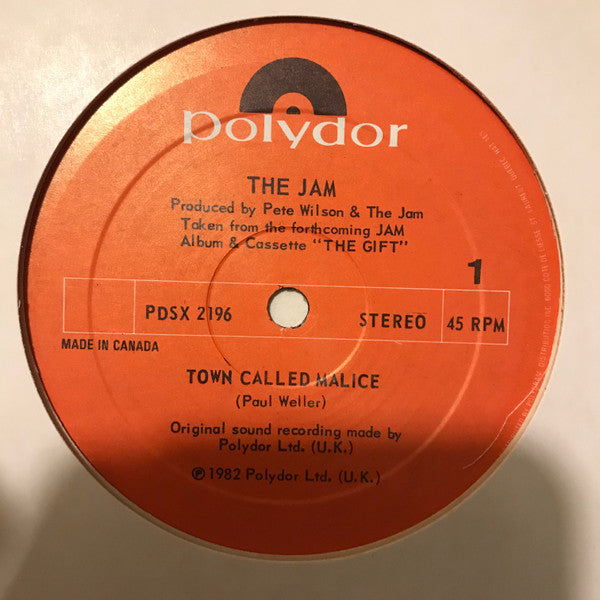 polydor
THE JAM
Produced by Pete Wilson & The Jam
Taken from the forthcoming JAM
Album & Cassette "THE GIFT"
1
PDSX 2196
STEREO
45 RPM
MADE IN CANADA
TOWN CALLED MALICE
(Paul Weller)
Original sound recording made by
Polydor Ltd. (U.K.)
℗ 1982 Polydor Ltd. (U.K.)